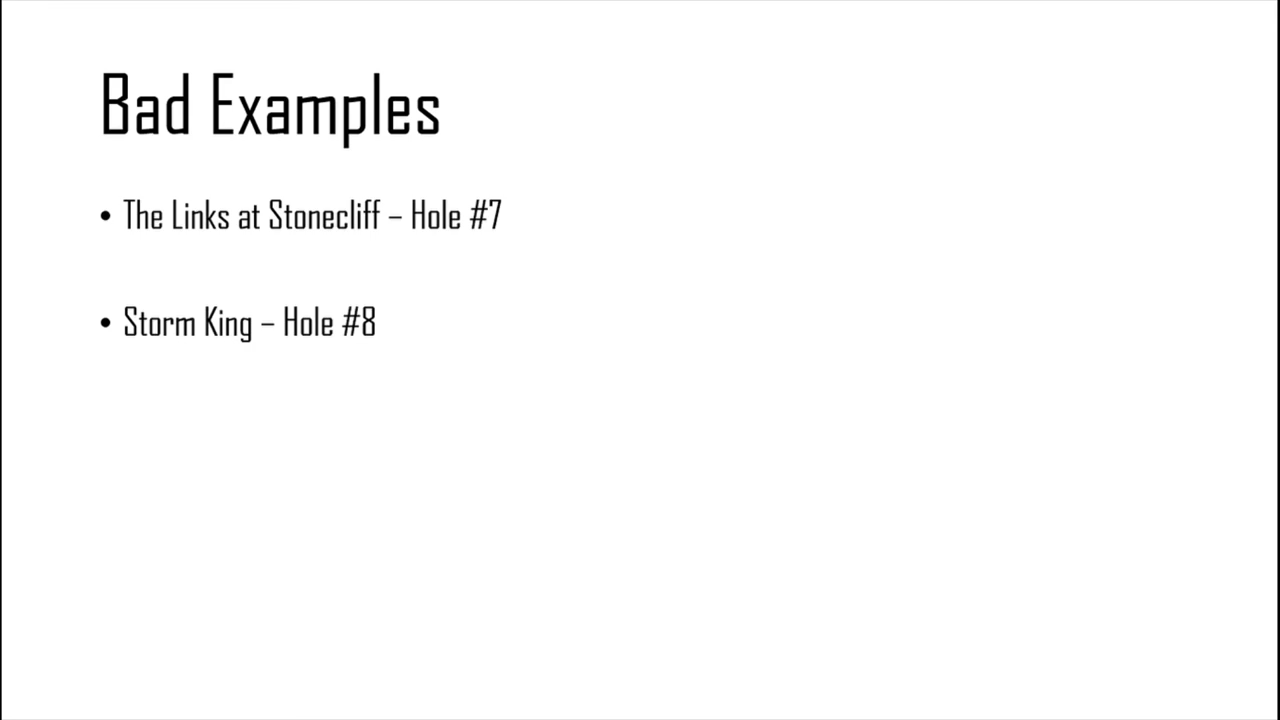 Bad Examples
• The Links at Stonecliff – Hole #7
• Storm King – Hole #8